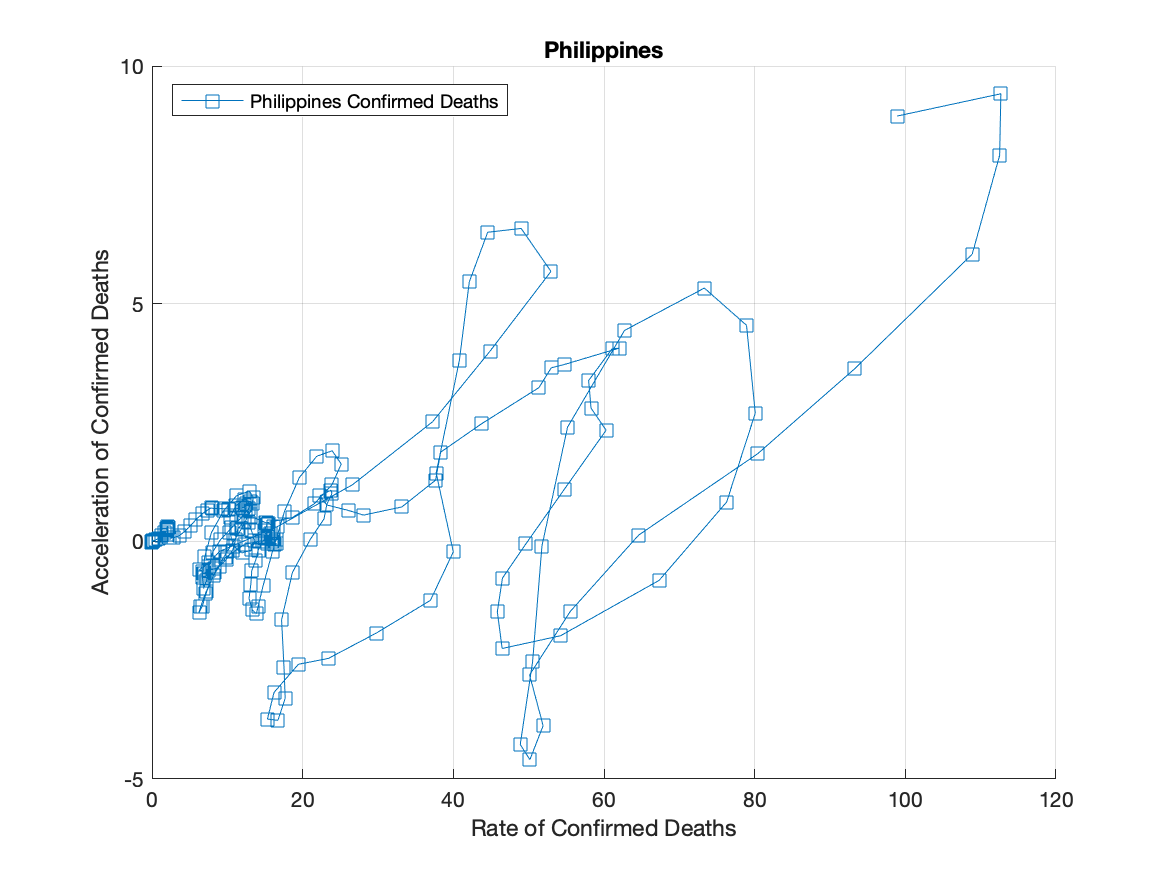 Philippines
10
Philippines Confirmed Deaths
5
0
-5
Acceleration of Confirmed Deaths
0 20 40 60 80 100 120
Rate of Confirmed Deaths